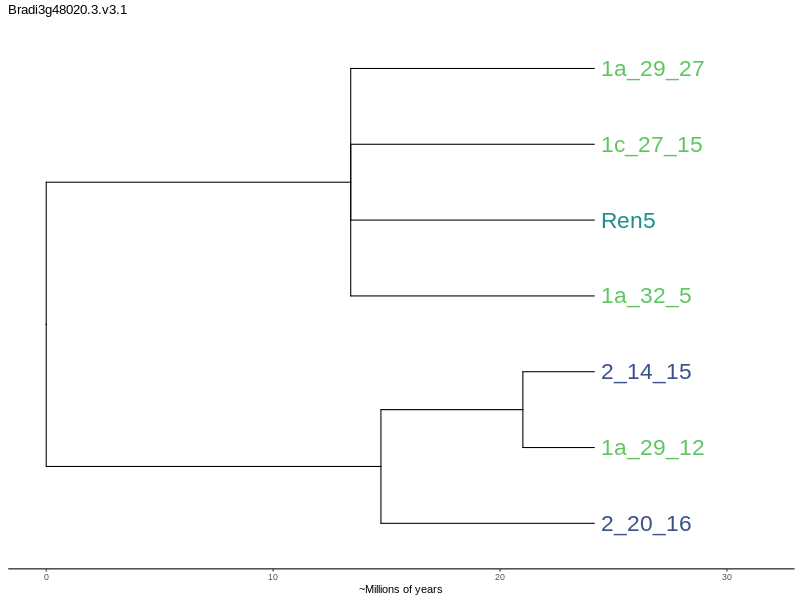 Bradi3g48020.3.v3.1
1a_29_27
1c_27_15
Ren5
1a_32_5
2_14_15
1a_29_12
2_20_16
0 10 20 30
~Millions of years